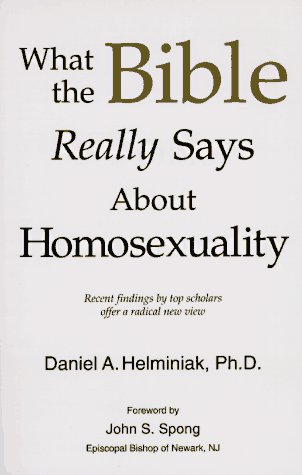 What the Bible
Really Says
About
Homosexuality
Recent findings by top scholars
offer a radical new view
Daniel A. Helminiak, Ph.D.
Foreword by
John S. Spong
Episcopal Bishop of Newark, NJ